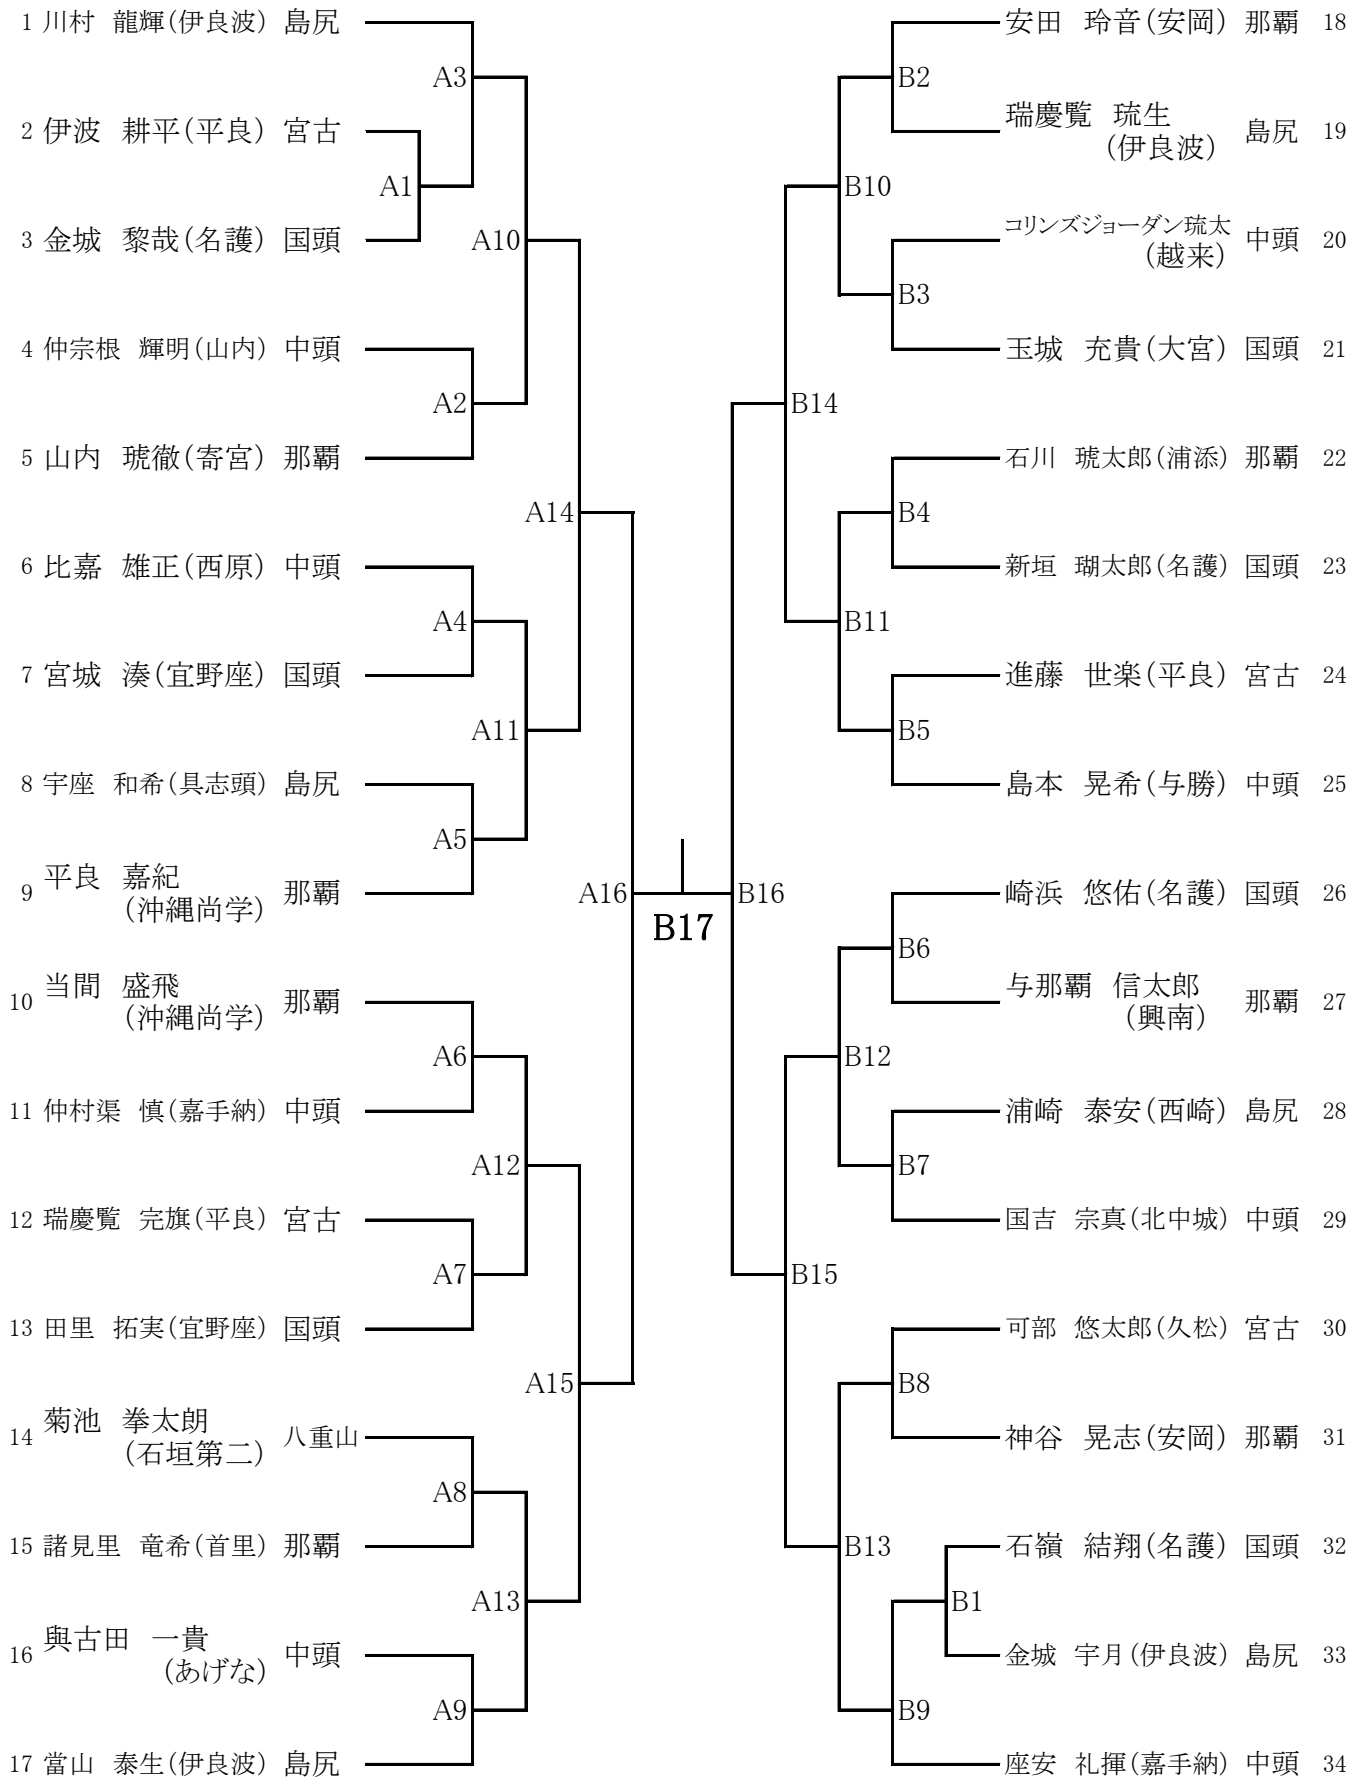 1 川村 龍輝(伊良波) 島尻
A3
2 伊波 耕平(平良) 宮古
A1
3 金城 黎哉(名護) 国頭
A10
4 仲宗根 輝明(山内) 中頭
A2
5 山内 琥徹(寄宮) 那覇
A14
6 比嘉 雄正(西原) 中頭
A4
7 宮城 湊(宜野座) 国頭
A11
8 宇座 和希(具志頭) 島尻
A5
9 平良 嘉紀
(沖縄尚学) 那覇
A16
10 当間 盛飛
(沖縄尚学) 那覇
A6
11 仲村渠 慎(嘉手納) 中頭
A12
12 瑞慶覧 完旗(平良) 宮古
A7
13 田里 拓実(宜野座) 国頭
A15
14 菊池 拳太朗
(石垣第二) 八重山
A8
15 諸見里 竜希(首里) 那覇
A13
16 與古田 一貴
(あげな) 中頭
A9
17 當山 泰生(伊良波) 島尻
B17
安田 玲音(安岡) 那覇 18
B2
瑞慶覧 琉生
(伊良波) 島尻 19
B10
コリンズジョーダン琉太
(越来) 中頭 20
B3
玉城 充貴(大宮) 国頭 21
B14
石川 琥太郎(浦添) 那覇 22
B4
新垣 瑚太郎(名護) 国頭 23
B11
進藤 世楽(平良) 宮古 24
B5
島本 晃希(与勝) 中頭 25
B16
崎浜 悠佑(名護) 国頭 26
B6
与那覇 信太郎
(興南) 那覇 27
B12
浦崎 泰安(西崎) 島尻 28
B7
国吉 宗真(北中城) 中頭 29
B15
可部 悠太郎(久松) 宮古 30
B8
神谷 晃志(安岡) 那覇 31
B13
石嶺 結翔(名護) 国頭 32
B1
金城 宇月(伊良波) 島尻 33
B9
座安 礼揮(嘉手納) 中頭 34